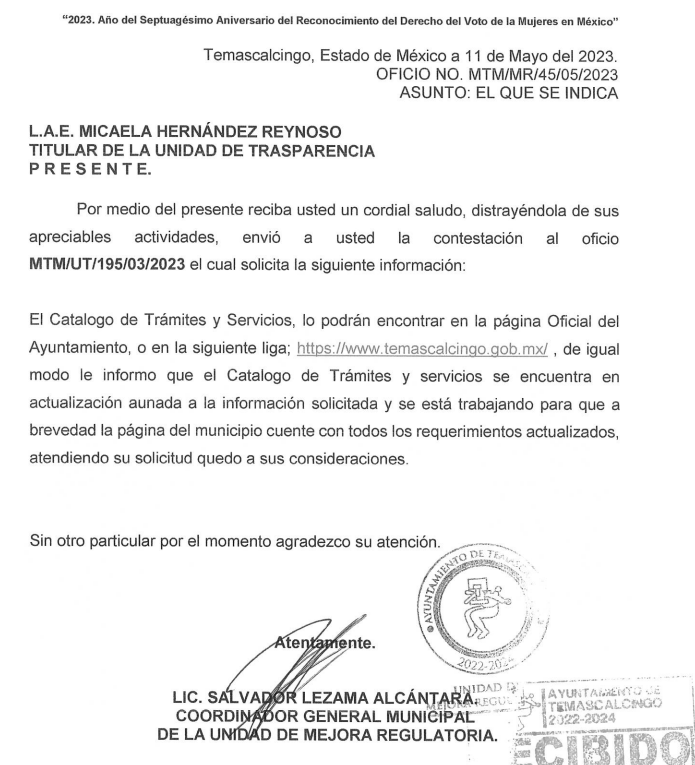 “2023. Año del Septuagésimo Aniversario del Reconocimiento del Derecho del Voto de la Mujeres en México”
Temascalcingo, Estado de México a 11 de Mayo del 2023.
OFICIO NO. MTM/MR/45/05/2023
ASUNTO: EL QUE SE INDICA
L.A.E. MICAELA HERNÁNDEZ REYNOSO
TITULAR DE LA UNIDAD DE TRASPARENCIA
P R E S E N T E.
Por medio del presente reciba usted un cordial saludo, distrayéndola de sus
apreciables actividades, envió a usted la contestación al oficio
MTM/UT/195/03/2023 el cual solicita la siguiente información:
El Catalogo de Trámites y Servicios, lo podrán encontrar en la página Oficial del
Ayuntamiento, o en la siguiente liga; https://www.temascalcingo.gob.mx/ , de igual
modo le informo que el Catalogo de Trámites y servicios se encuentra en
actualización aunada a la información solicitada y se está trabajando para que a
brevedad la página del municipio cuente con todos los requerimientos actualizados,
atendiendo su solicitud quedo a sus consideraciones.
Sin otro particular por el momento agradezco su atención.
AYUNTAMIENTO DE
2022-2024
Atentamente.
UNIDAD
LIC. SALVADOR LEZAMA ALCÁNTARA.
COORDINADOR GENERAL MUNICIPAL
DE LA UNIDAD DE MEJORA REGULATORIA.
AYUNTAMIENTO DE
TEMASCALCINGO
2022-2024
ECIBIDO